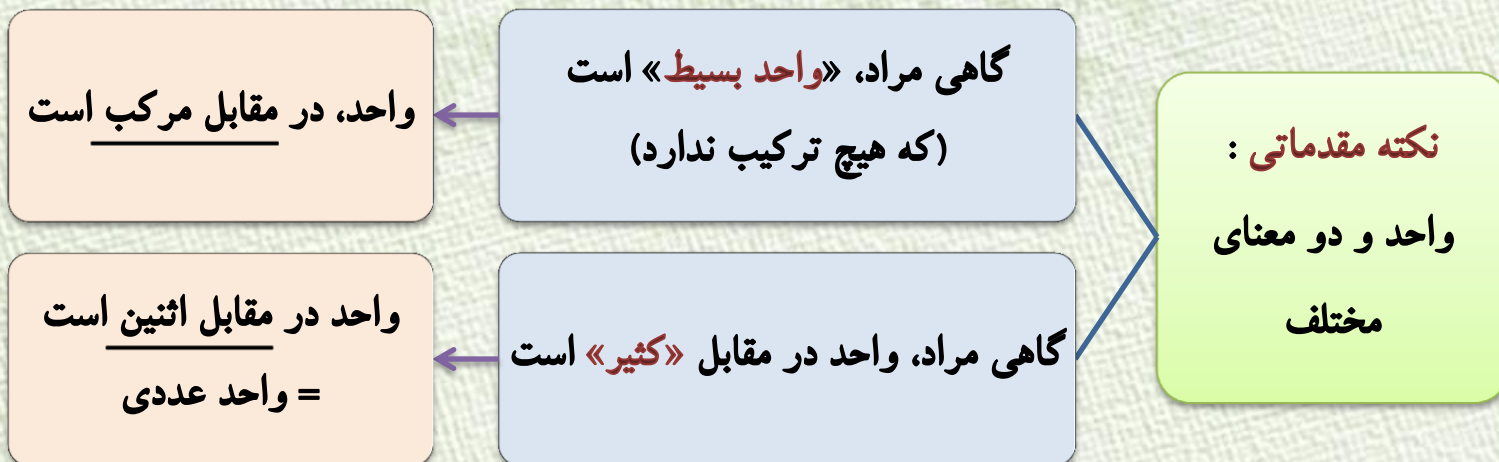 نکته مقدماتی :
واحد و دو معنای
مختلف
گاهی مراد، «واحد بسیط» است
(که هیچ ترکیب ندارد)
واحد، در مقابل مرکب است
گاهی مراد، واحد در مقابل «کثیر» است
واحد در مقابل اثنین است
= واحد عددی